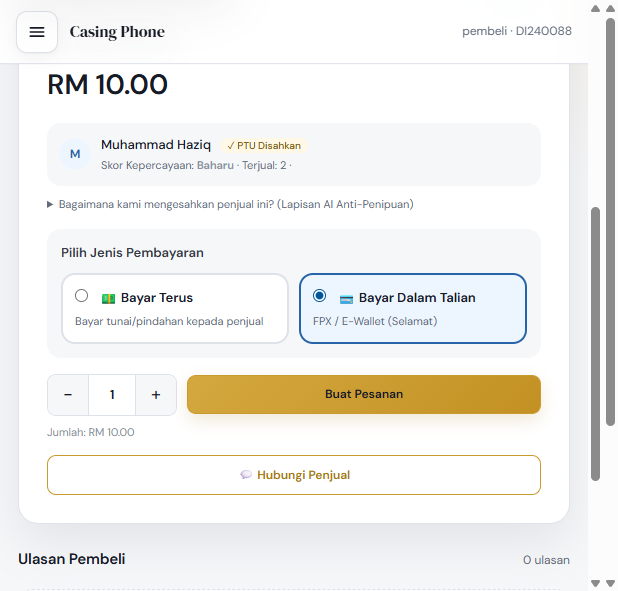 Casing Phone
pembeli · DI240088
RM 10.00
M
Muhammad Haziq ✓ PTU Disahkan
Skor Kepercayaan: Baharu · Terjual: 2 ·
▶ Bagaimana kami mengesahkan penjual ini? (Lapisan AI Anti-Penipuan)
Pilih Jenis Pembayaran
💵 Bayar Terus
Bayar tunai/pindahan kepada penjual
💳 Bayar Dalam Talian
FPX / E-Wallet (Selamat)
− 1 +
Buat Pesanan
Jumlah: RM 10.00
💬 Hubungi Penjual
Ulasan Pembeli
0 ulasan